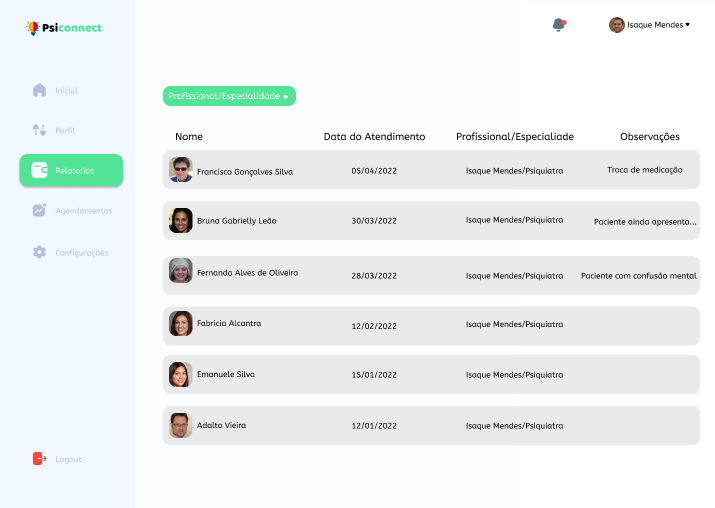 Psiconnect
Isaque Mendes
Inicial
Perfil
Relatorios
Agendamentos
Configurações
Logout
Profissional/Especialidade
Nome Data do Atendimento Profissional/Especialiade Observações
Francisco Gonçalves Silva 05/04/2022 Isaque Mendes/Psiquiatra Troca de medicação
Bruna Gabrielly Leão 30/03/2022 Isaque Mendes/Psiquiatra Paciente ainda apresenta...
Fernanda Alves de Oliveira 28/03/2022 Isaque Mendes/Psiquiatra Paciente com confusão mental
Fabricia Alcantra 12/02/2022 Isaque Mendes/Psiquiatra
Emanuele Silva 15/01/2022 Isaque Mendes/Psiquiatra
Adalto Vieira 12/01/2022 Isaque Mendes/Psiquiatra